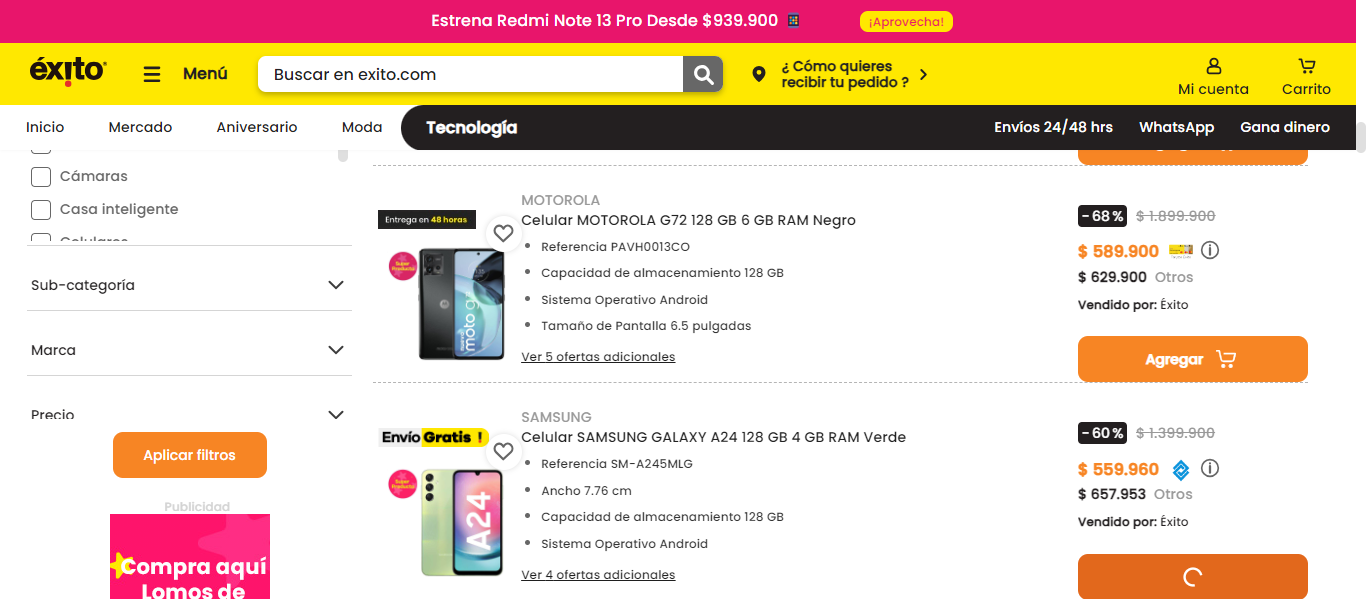 Estrena Redmi Note 13 Pro Desde $939.900
¡Aprovecha!
éxito
Menú
Buscar en exito.com
¿ Cómo quieres
recibir tu pedido ?
Mi cuenta
Carrito
Inicio
Mercado
Aniversario
Moda
Tecnología
Envíos 24/48 hrs
WhatsApp
Gana dinero
Cámaras
Casa inteligente
Celulares
Sub-categoría
Marca
Precio
Aplicar filtros
Publicidad
Compra aquí
Lomos de
Entrega en 48 horas
Super
Producto
moto g72
MOTOROLA
Celular MOTOROLA G72 128 GB 6 GB RAM Negro
Referencia PAVH0013CO
Capacidad de almacenamiento 128 GB
Sistema Operativo Android
Tamaño de Pantalla 6.5 pulgadas
Ver 5 ofertas adicionales
- 68 % $ 1.899.900
$ 589.900
$ 629.900 Otros
Vendido por: Éxito
Agregar
Envío Gratis !
Super
Producto
A24
SAMSUNG
Celular SAMSUNG GALAXY A24 128 GB 4 GB RAM Verde
Referencia SM-A245MLG
Ancho 7.76 cm
Capacidad de almacenamiento 128 GB
Sistema Operativo Android
Ver 4 ofertas adicionales
- 60 % $ 1.399.900
$ 559.960
$ 657.953 Otros
Vendido por: Éxito